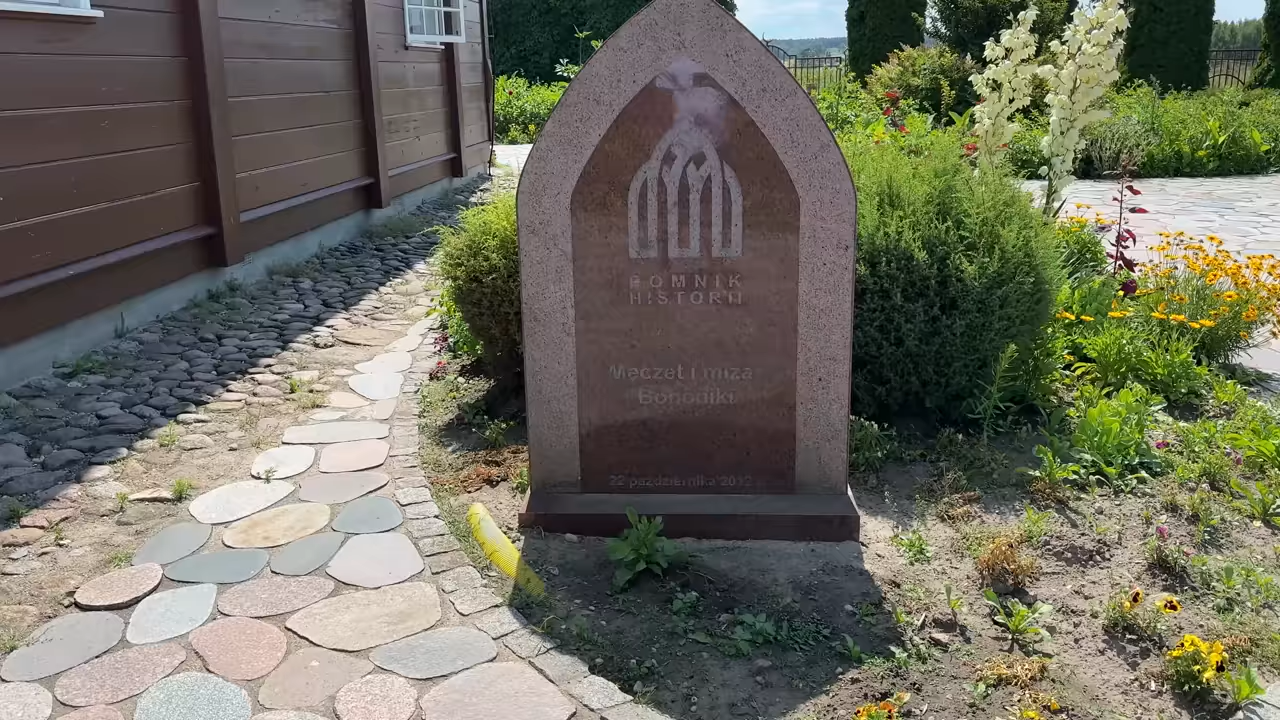 POMNIK
HISTORII
Meczet i mizar
Bohoniki
22 października 2012